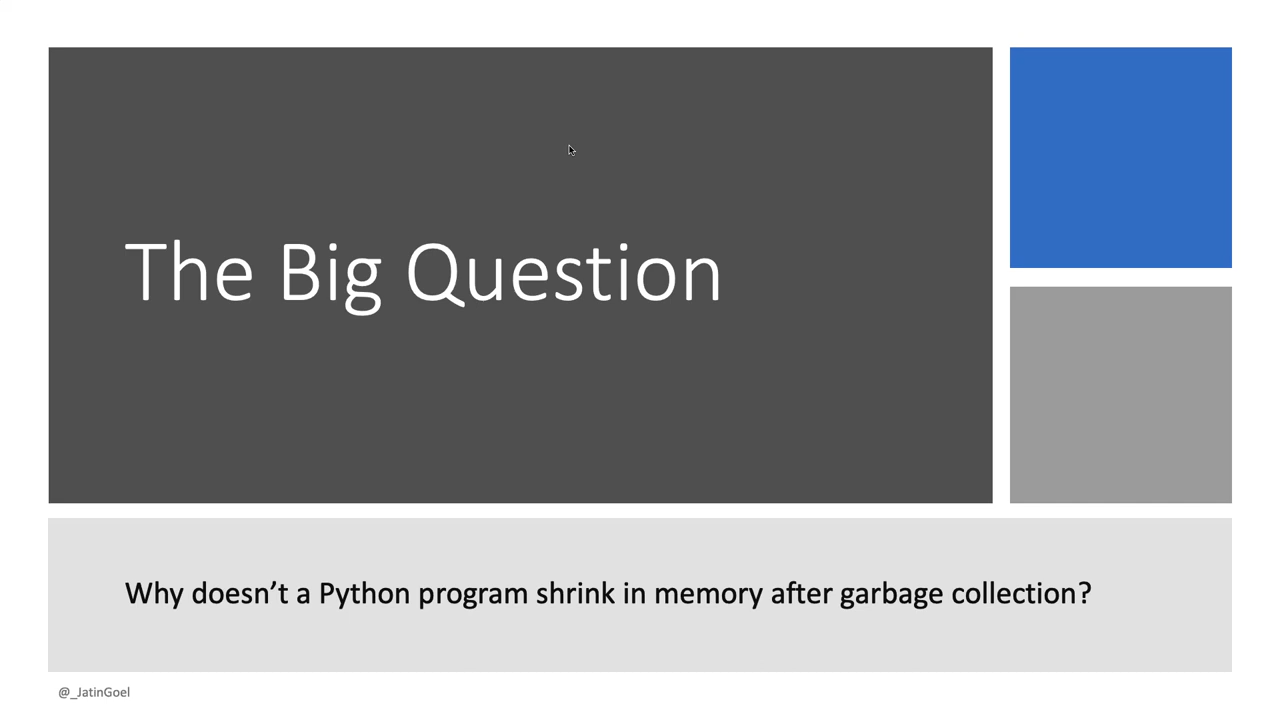 The Big Question
Why doesn’t a Python program shrink in memory after garbage collection?
@_JatinGoel